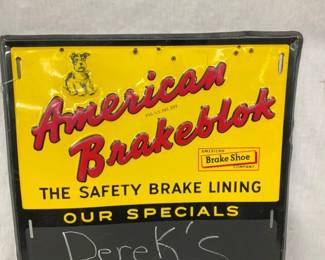 American
Brakeblok
AMERICAN
Brake Shoe
COMPANY
THE SAFETY BRAKE LINING
OUR SPECIALS
Derek's